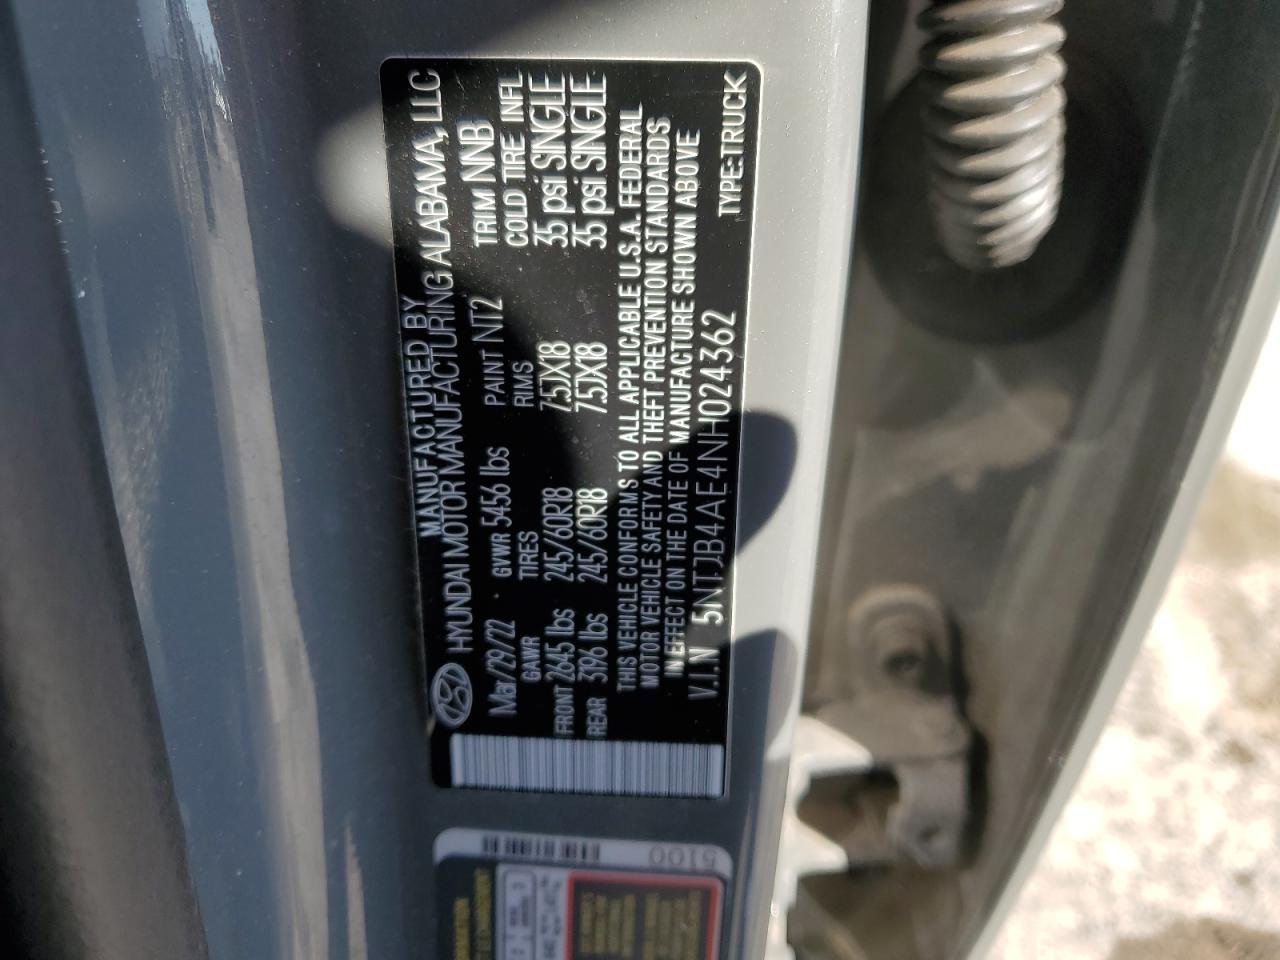 MANUFACTURED BY
HYUNDAI MOTOR MANUFACTURING ALABAMA, LLC
Mar/29/22 GVWR 5456 lbs PAINT NT2 TRIM NNB
GAWR TIRES RIMS COLD TIRE INFL
FRONT 2645 lbs 245/60R18 7.5JX18 35 psi SINGLE
REAR 3196 lbs 245/60R18 7.5JX18 35 psi SINGLE
THIS VEHICLE CONFORMS TO ALL APPLICABLE U.S.A. FEDERAL
MOTOR VEHICLE SAFETY AND THEFT PREVENTION STANDARDS
IN EFFECT ON THE DATE OF MANUFACTURE SHOWN ABOVE
V.I.N 5NTJB4AE4NH024362 TYPE:TRUCK
5100